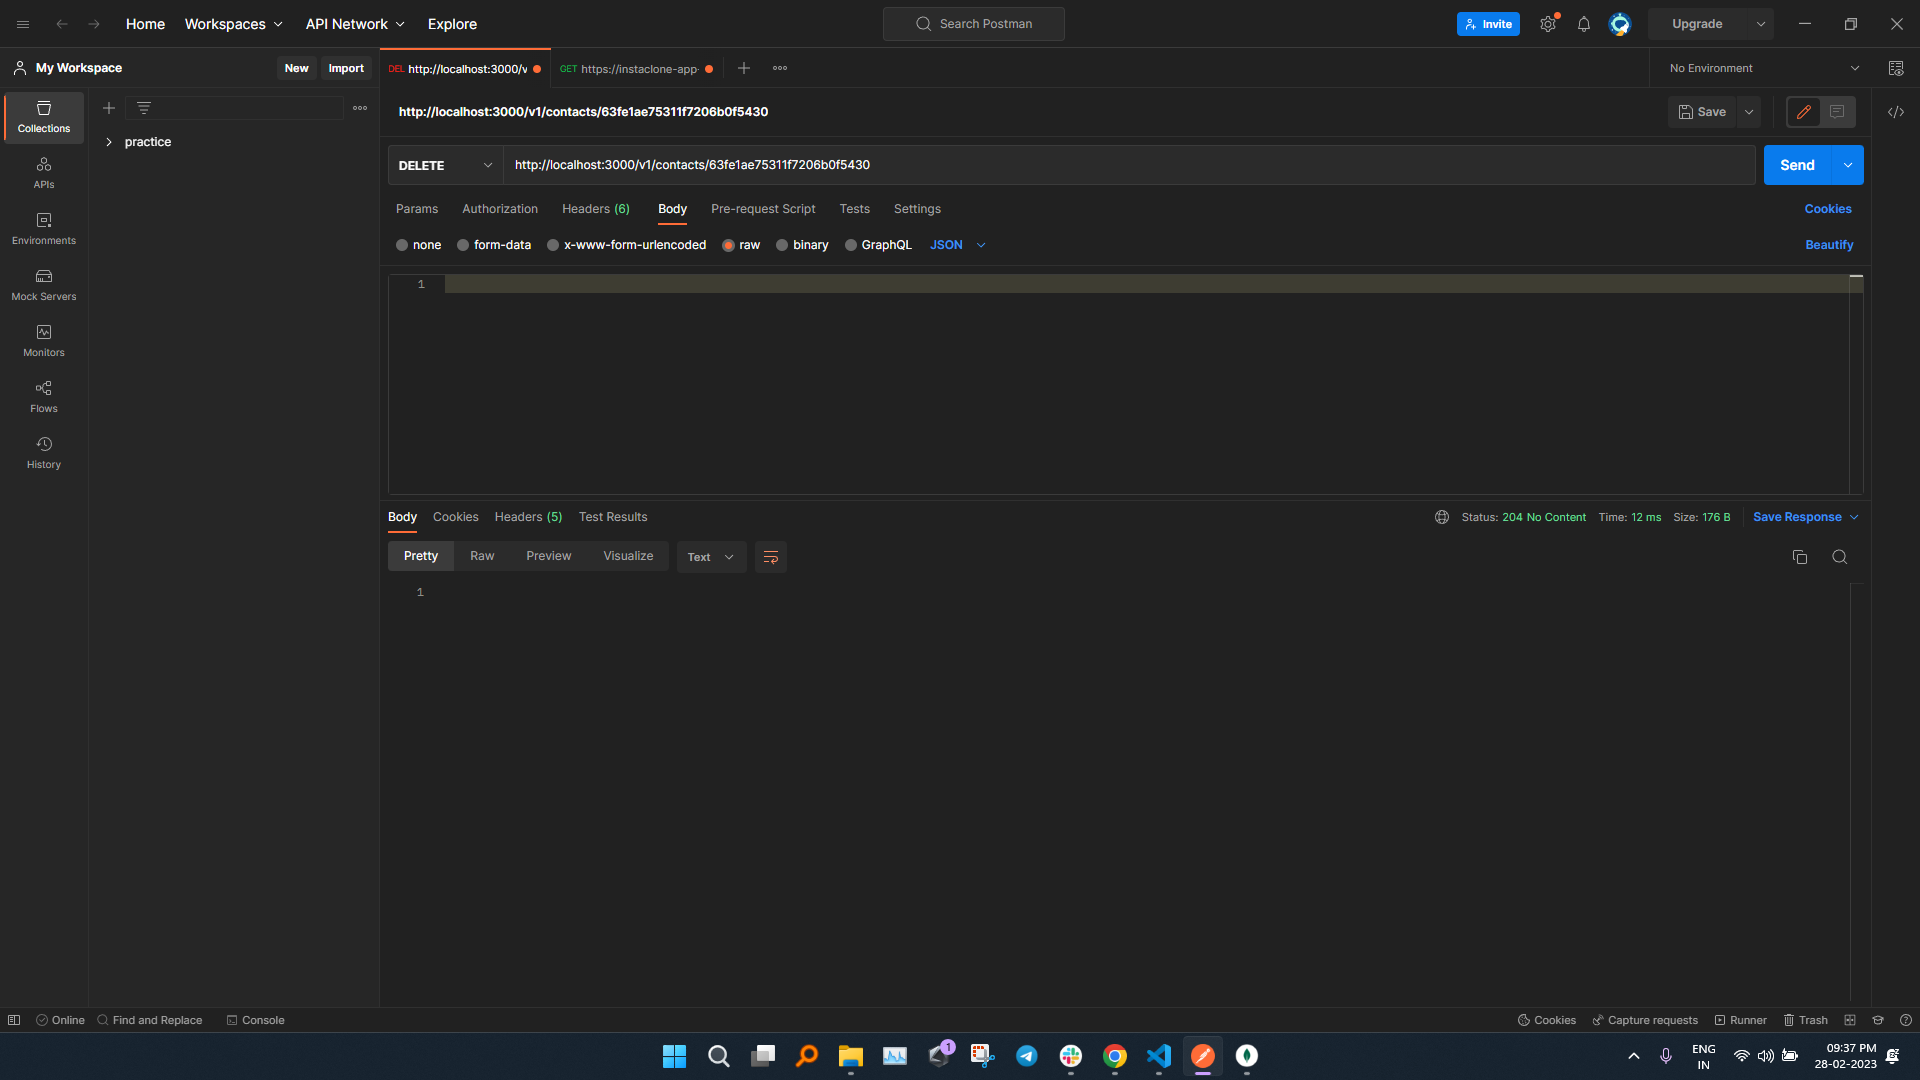 Home Workspaces API Network Explore Search Postman Invite Upgrade
My Workspace New Import DEL http://localhost:3000/v GET https://instaclone-app- No Environment
http://localhost:3000/v1/contacts/63fe1ae75311f7206b0f5430 Save
Collections
practice
DELETE http://localhost:3000/v1/contacts/63fe1ae75311f7206b0f5430 Send
APIs
Params Authorization Headers (6) Body Pre-request Script Tests Settings Cookies
Environments
none form-data x-www-form-urlencoded raw binary GraphQL JSON Beautify
1
Mock Servers
Monitors
Flows
History
Body Cookies Headers (5) Test Results Status: 204 No Content Time: 12 ms Size: 176 B Save Response
Pretty Raw Preview Visualize Text
1
Online Find and Replace Console Cookies Capture requests Runner Trash
1
ENG
IN
09:37 PM
28-02-2023